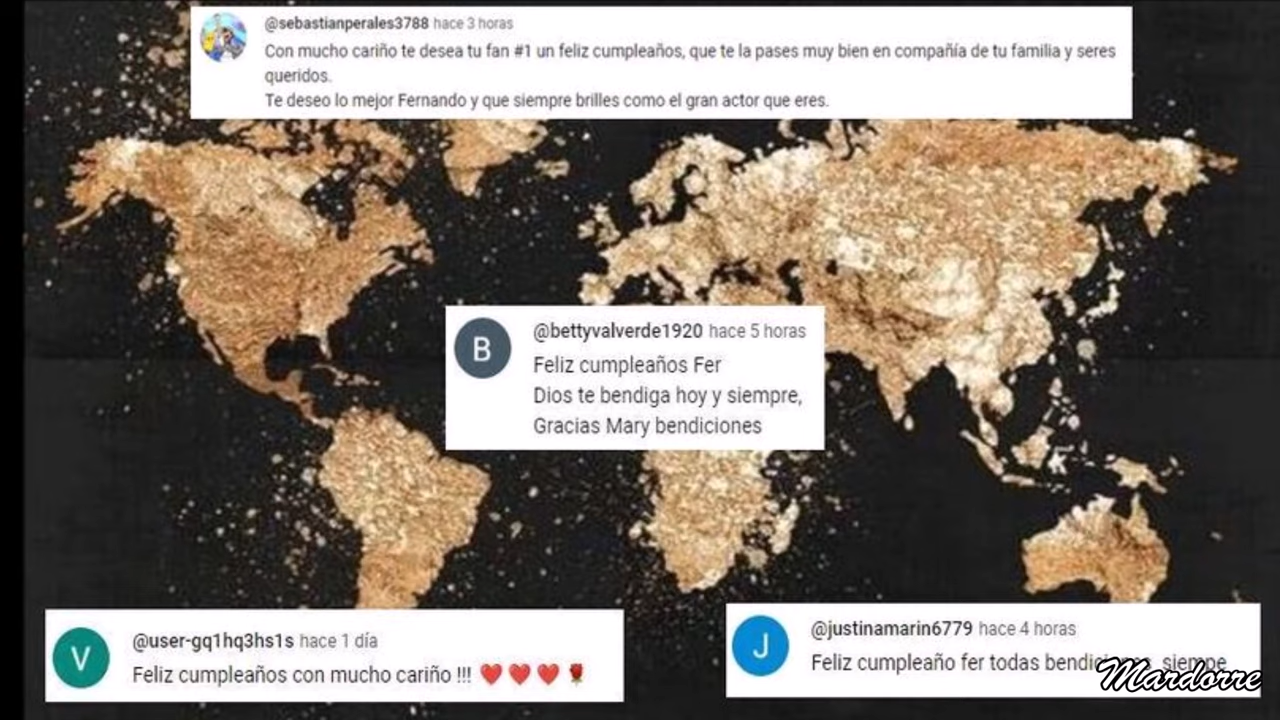 @sebastianperales3788 hace 3 horas
Con mucho cariño te desea tu fan #1 un feliz cumpleaños, que te la pases muy bien en compañía de tu familia y seres
queridos.
Te deseo lo mejor Fernando y que siempre brilles como el gran actor que eres.
B
@bettyvalverde1920 hace 5 horas
Feliz cumpleaños Fer
Dios te bendiga hoy y siempre,
Gracias Mary bendiciones
V
@user-gq1hq3hs1s hace 1 día
Feliz cumpleaños con mucho cariño !!! ❤️❤️❤️🌹
J
@justinamarin6779 hace 4 horas
Feliz cumpleaño fer todas siempre
Mardorre